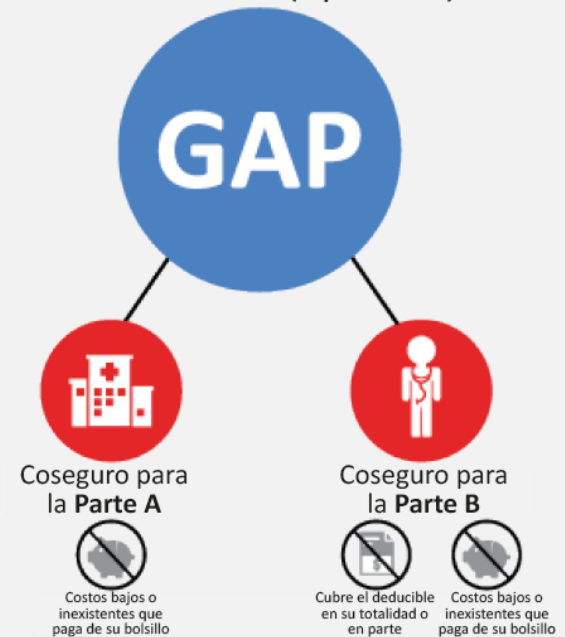 GAP
Coseguro para
la Parte A
Costos bajos o
inexistentes que
paga de su bolsillo
Coseguro para
la Parte B
Cubre el deducible
en su totalidad o
en parte
Costos bajos o
inexistentes que
paga de su bolsillo